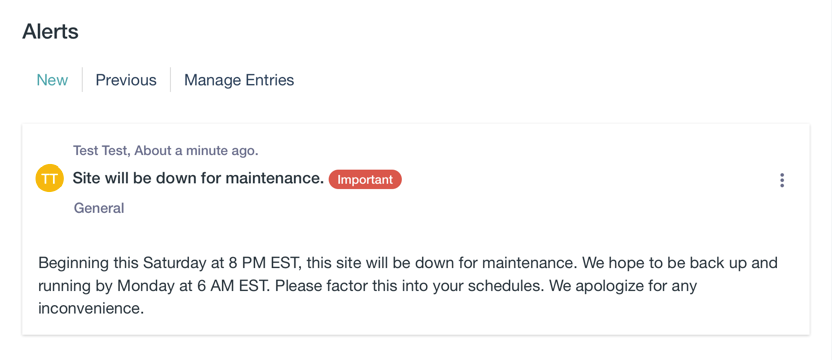 Alerts
New
Previous
Manage Entries
Test Test, About a minute ago.
TT
Site will be down for maintenance.
Important
General
Beginning this Saturday at 8 PM EST, this site will be down for maintenance. We hope to be back up and
running by Monday at 6 AM EST. Please factor this into your schedules. We apologize for any
inconvenience.